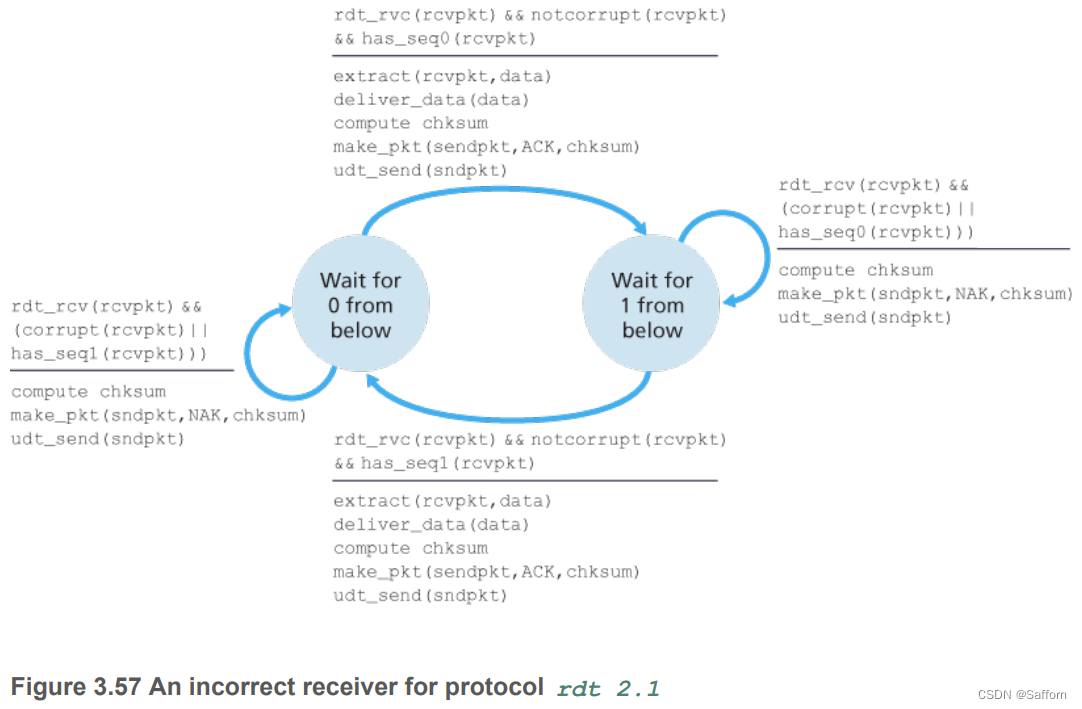 rdt_rvc(rcvpkt) && notcorrupt(rcvpkt)
&& has_seq0(rcvpkt)
extract(rcvpkt,data)
deliver_data(data)
compute chksum
make_pkt(sendpkt,ACK,chksum)
udt_send(sndpkt)
rdt_rcv(rcvpkt) &&
(corrupt(rcvpkt)||
has_seq0(rcvpkt)))
compute chksum
make_pkt(sndpkt,NAK,chksum)
udt_send(sndpkt)
Wait for
0 from
below
Wait for
1 from
below
rdt_rcv(rcvpkt) &&
(corrupt(rcvpkt)||
has_seq1(rcvpkt)))
compute chksum
make_pkt(sndpkt,NAK,chksum)
udt_send(sndpkt)
rdt_rvc(rcvpkt) && notcorrupt(rcvpkt)
&& has_seq1(rcvpkt)
extract(rcvpkt,data)
deliver_data(data)
compute chksum
make_pkt(sendpkt,ACK,chksum)
udt_send(sndpkt)
Figure 3.57 An incorrect receiver for protocol rdt 2.1
CSDN @Safforn